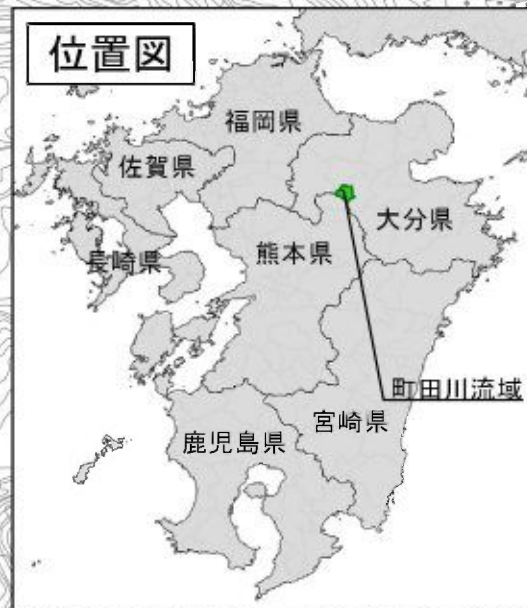 位置図
福岡県
佐賀県
大分県
長崎県
熊本県
町田川流域
宮崎県
鹿児島県